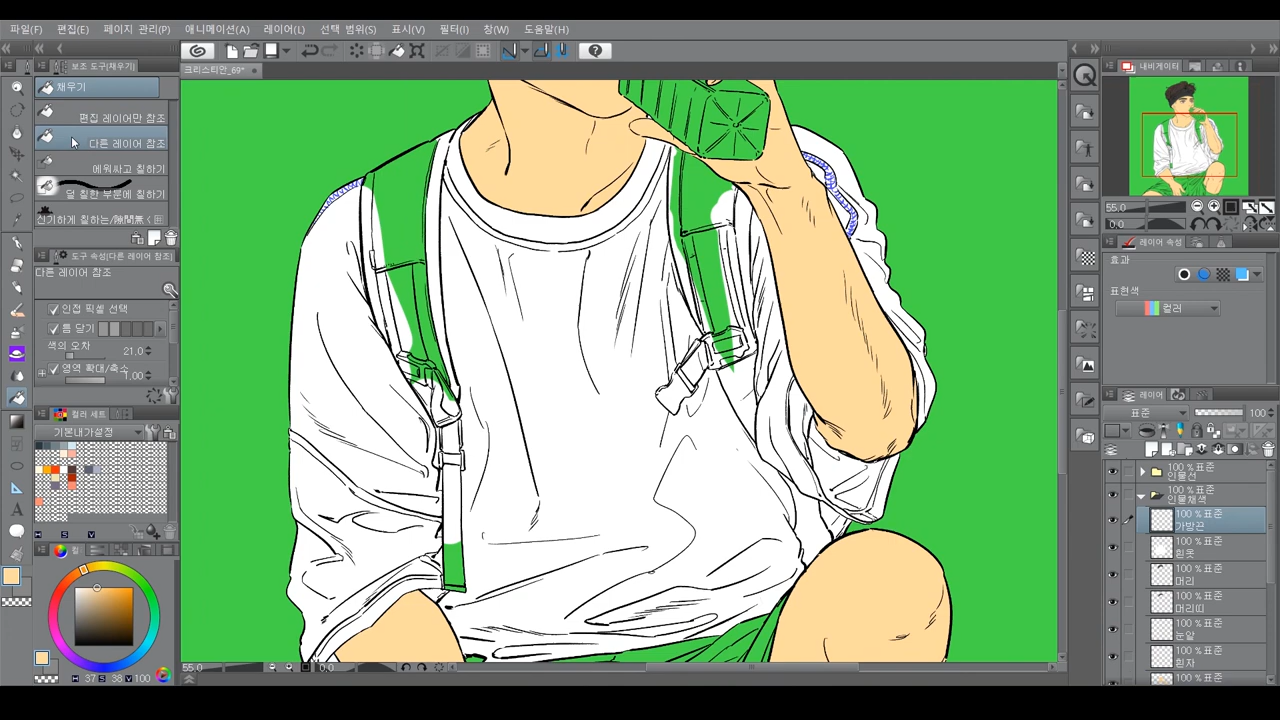 파일(F) 편집(E) 페이지 관리(P) 애니메이션(A) 레이어(L) 선택 범위(S) 표시(V) 필터(I) 창(W) 도움말(H)
보조 도구(채우기)
채우기
편집 레이어만 참조
다른 레이어 참조
에워싸고 칠하기
덜 칠한 부분에 칠하기
도구 속성(다른 레이어 참조)
다른 레이어 참조
인접 픽셀 선택
틈 닫기
색의 오차 21.0
영역 확대/축소 1.00
컬러 세트
기본내가설정
H S V
H 37 S 38 V 100
크리스티안_69*
55.0 0.0
내비게이터
55.0
0.0
레이어 속성
효과
표현색
컬러
레이어
표준 100
100 % 표준
인물선
100 % 표준
인물채색
100 % 표준
가방끈
100 % 표준
흰옷
100 % 표준
머리
100 % 표준
머리띠
100 % 표준
눈알
100 % 표준
흰자
100 % 표준